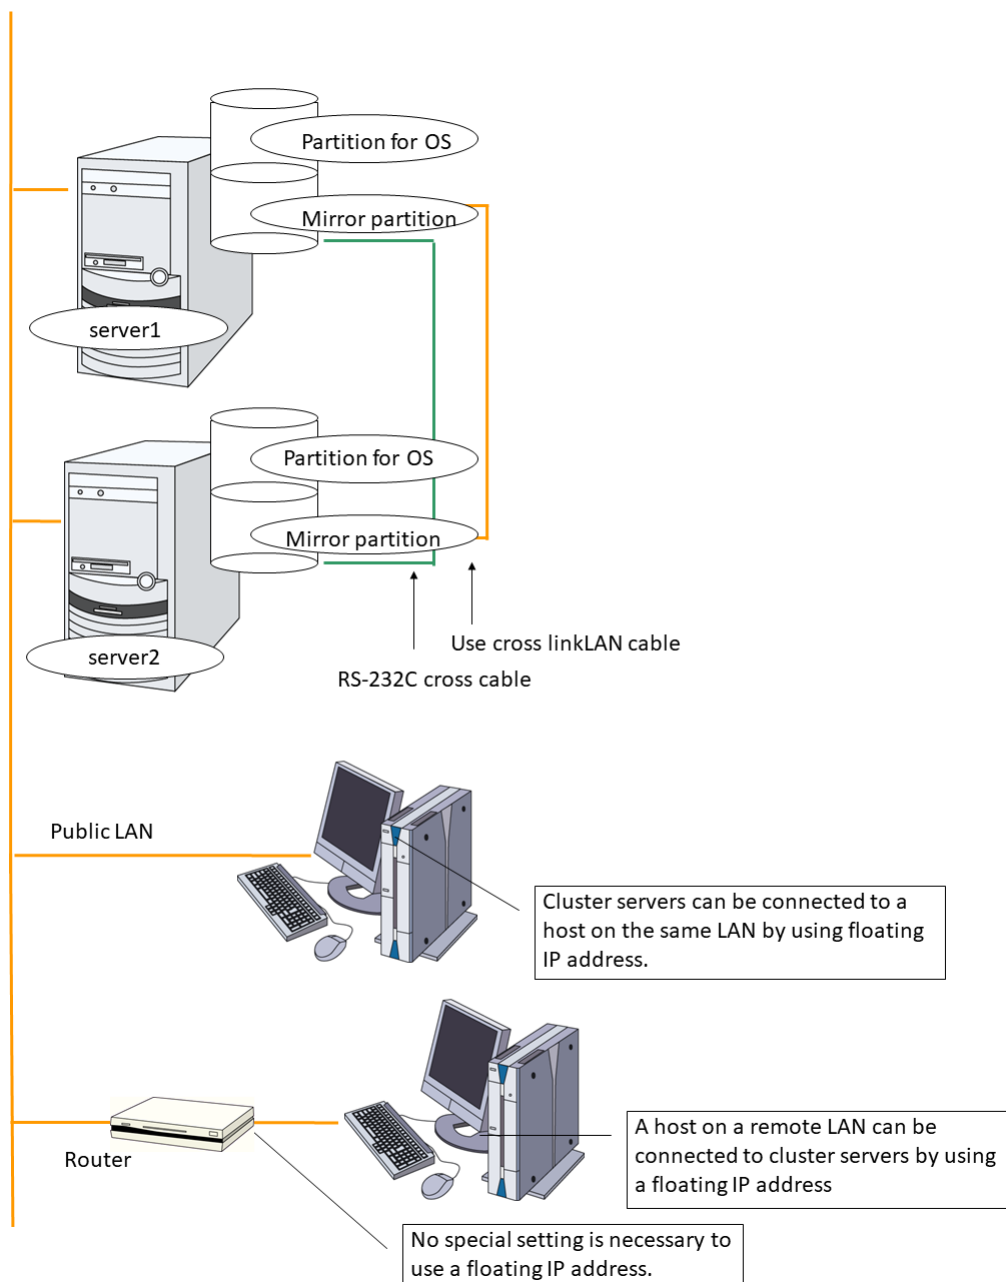 Partition for OS
Mirror partition
server1
Partition for OS
Mirror partition
server2
Use cross linkLAN cable
RS-232C cross cable
Public LAN
Cluster servers can be connected to a
host on the same LAN by using floating
IP address.
Router
A host on a remote LAN can be
connected to cluster servers by using
a floating IP address
No special setting is necessary to
use a floating IP address.